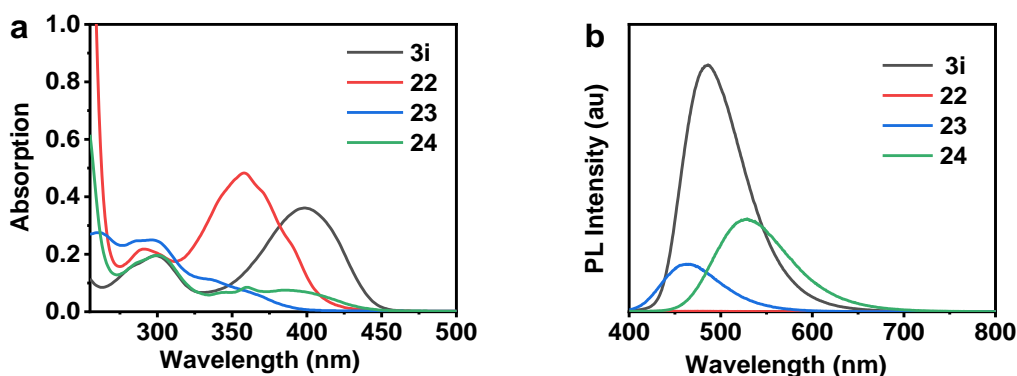 a
Absorption
1.0
0.8
0.6
0.4
0.2
0.0
3i
22
23
24
300
350
400
450
500
Wavelength (nm)
b
PL Intensity (au)
3i
22
23
24
400
500
600
700
800
Wavelength (nm)